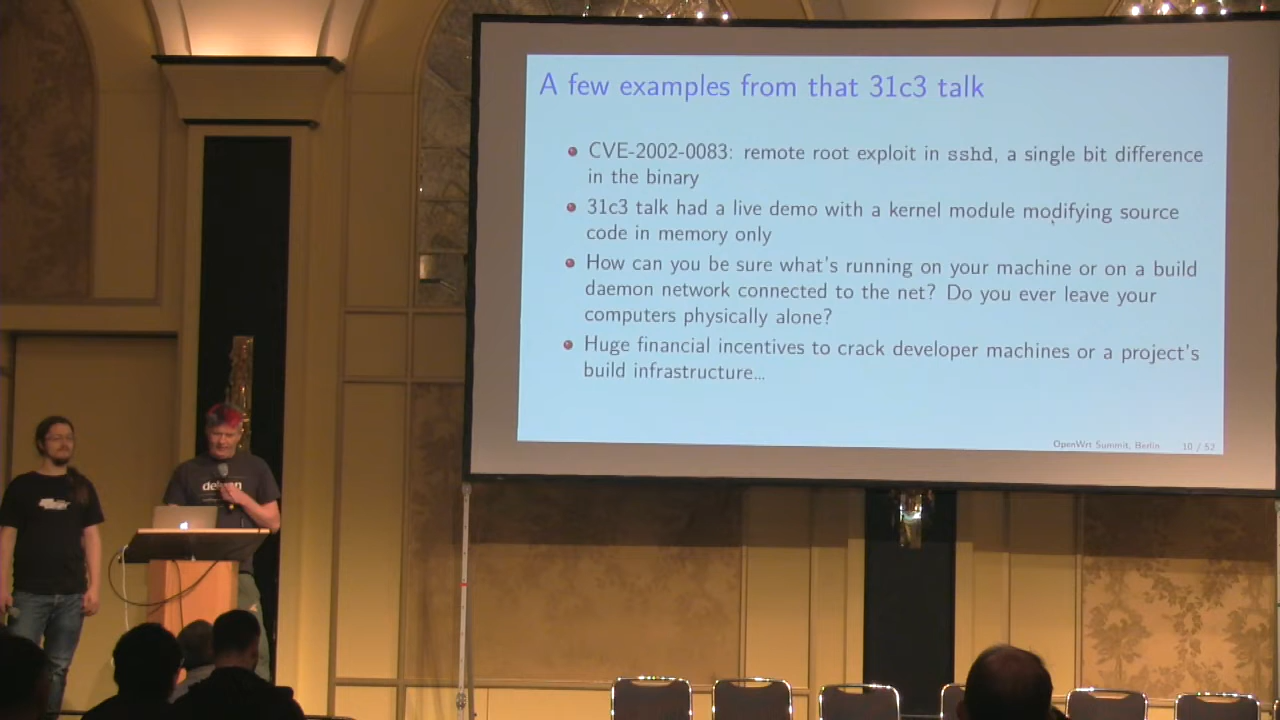 A few examples from that 31c3 talk
CVE-2002-0083: remote root exploit in sshd, a single bit difference
in the binary
31c3 talk had a live demo with a kernel module modifying source
code in memory only
How can you be sure what's running on your machine or on a build
daemon network connected to the net? Do you ever leave your
computers physically alone?
Huge financial incentives to crack developer machines or a project's
build infrastructure...
OpenWrt Summit, Berlin 10 / 52